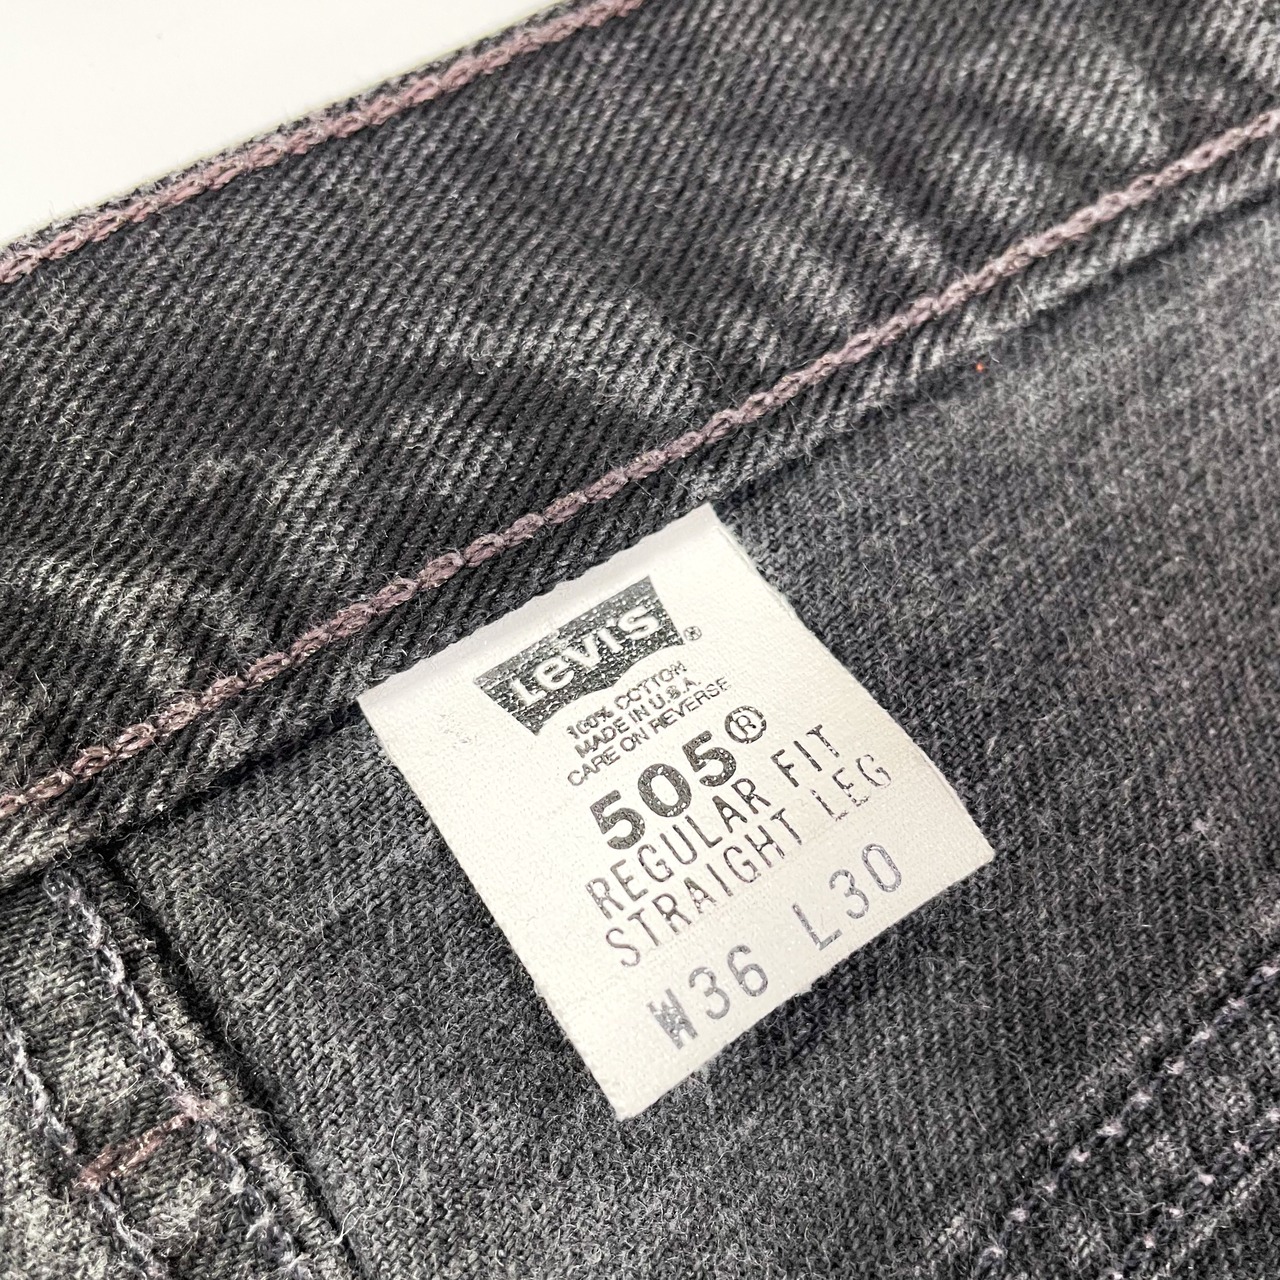 Levi's®
100% COTTON
MADE IN U.S.A.
CARE ON REVERSE
505®
REGULAR FIT
STRAIGHT LEG
W36 L30